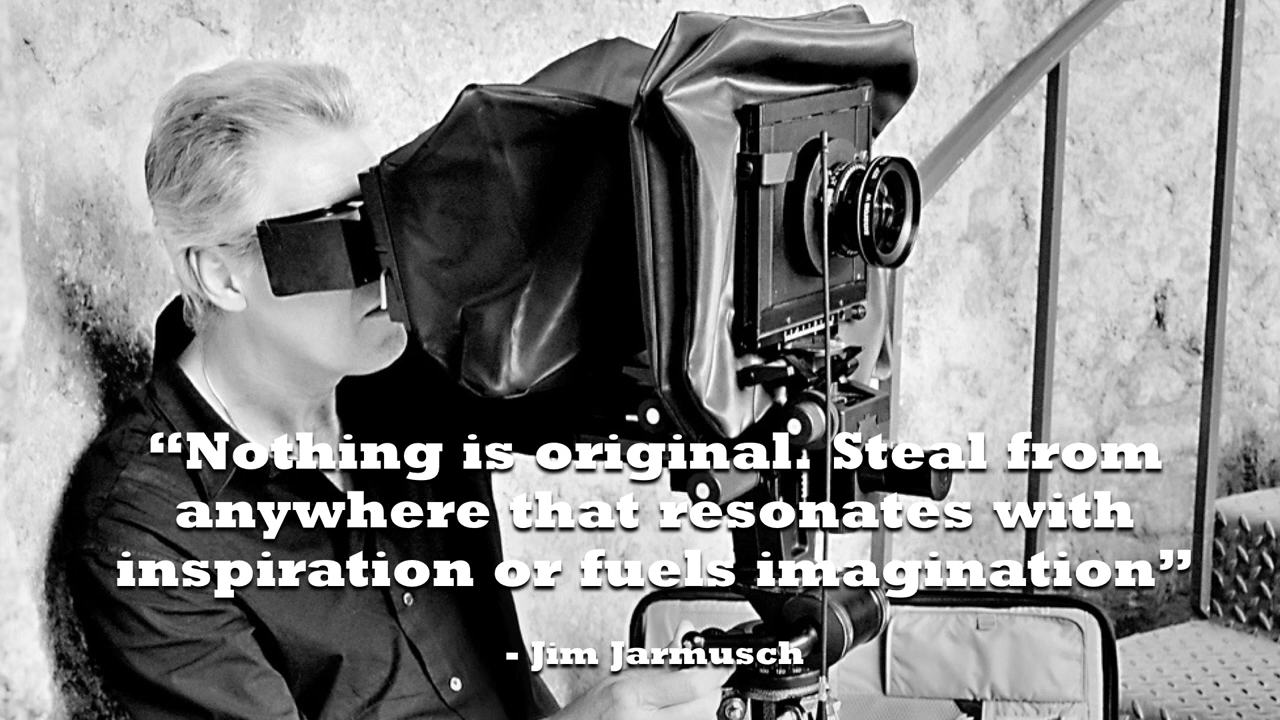 “Nothing is original. Steal from
anywhere that resonates with
inspiration or fuels imagination”
- Jim Jarmusch